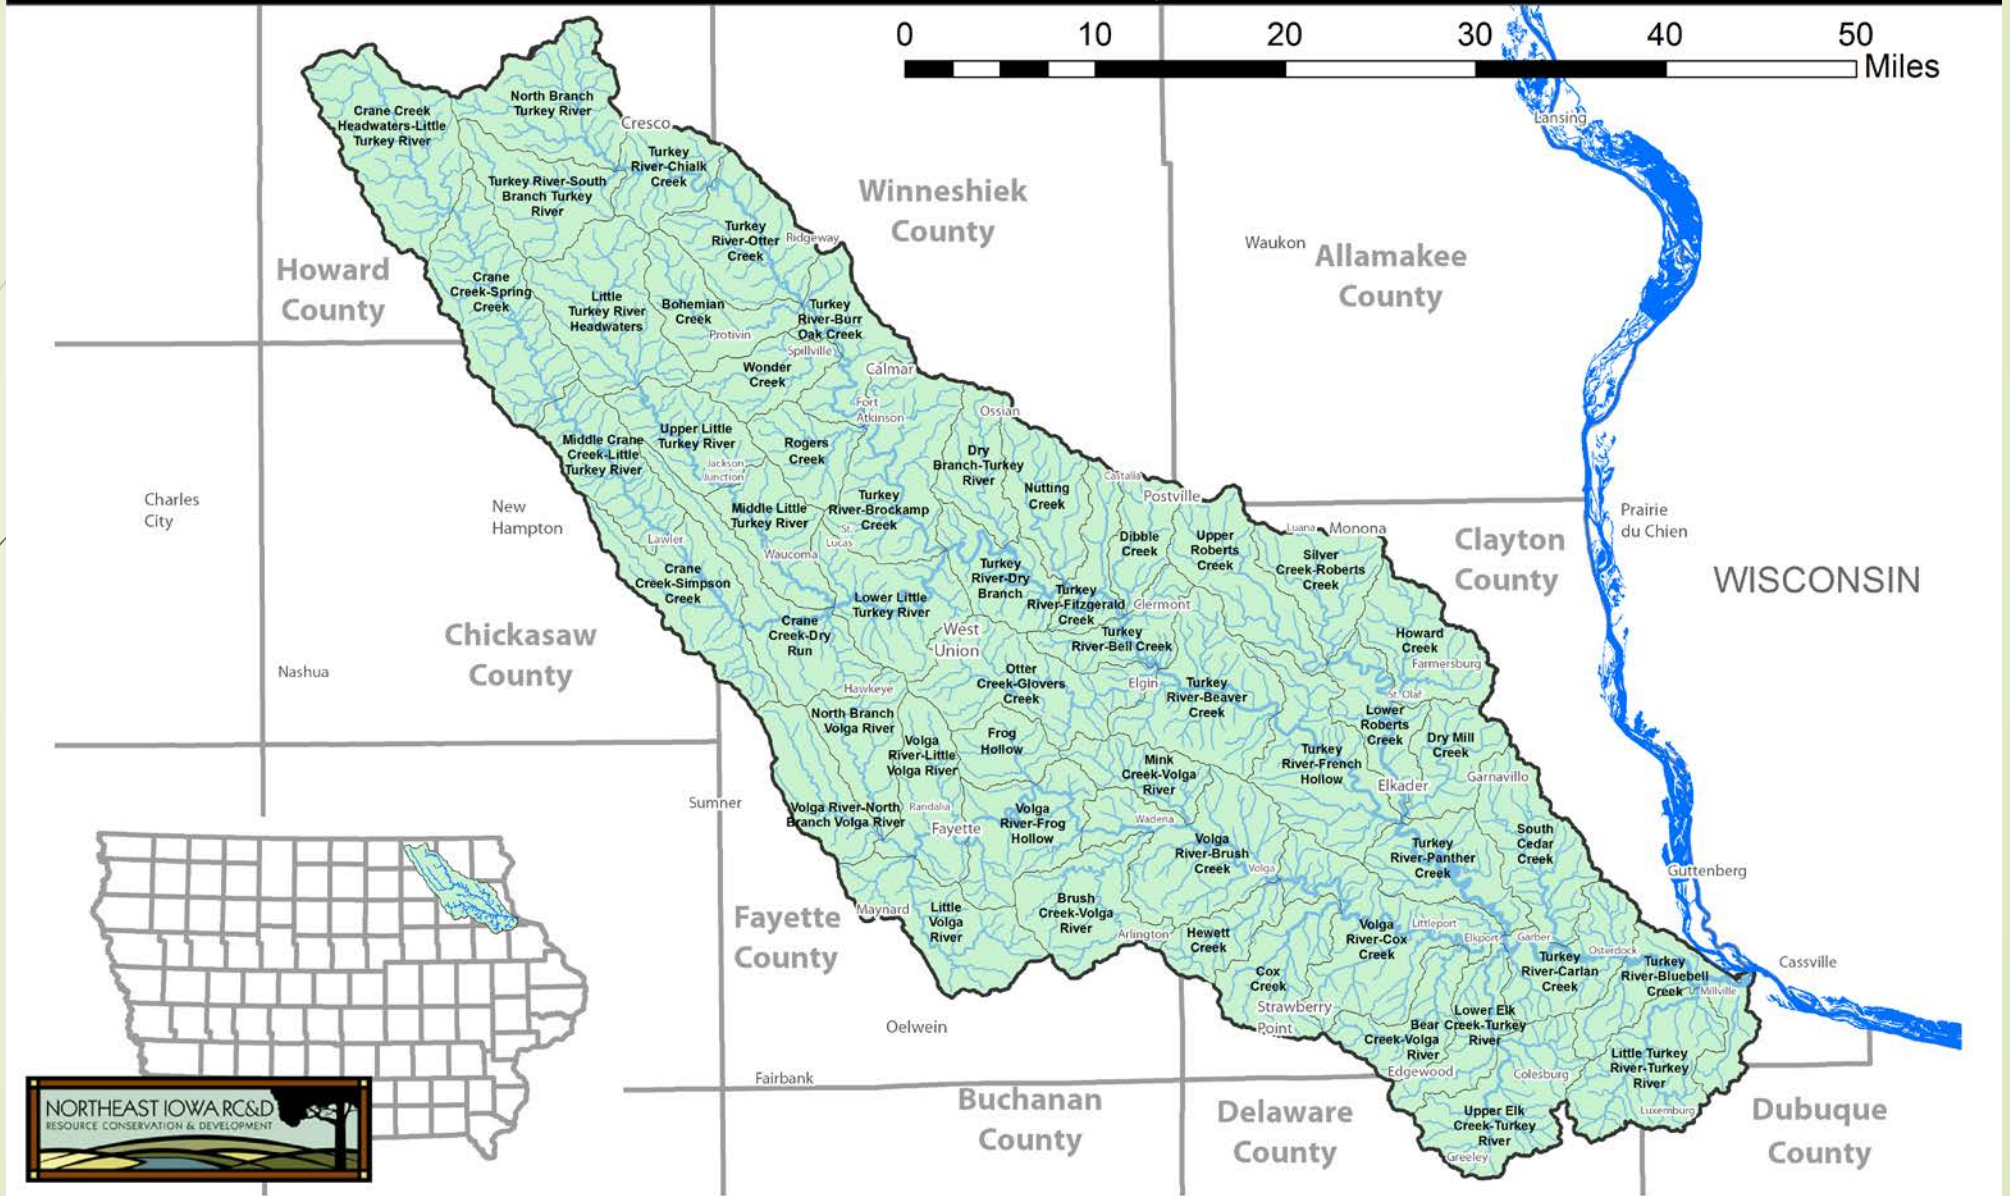 0 10 20 30 40 50
Miles
Lansing
North Branch
Turkey River
Crane Creek
Headwaters-Little
Turkey River
Cresco
Turkey
River-Chialk
Creek
Turkey River-South
Branch Turkey
River
Winneshiek
County
Turkey
River-Otter
Creek
Ridgeway
Waukon
Allamakee
County
Howard
County
Crane
Creek-Spring
Creek
Little
Turkey River
Headwaters
Bohemian
Creek
Protivin
Turkey
River-Burr
Oak Creek
Spillville
Wonder
Creek
Calmar
Fort
Atkinson
Ossian
Middle Crane
Creek-Little
Turkey River
Upper Little
Turkey River
Jackson
Junction
Rogers
Creek
Dry
Branch-Turkey
River
Nutting
Creek
Castalia
Postville
Charles
City
New
Hampton
Middle Little
Turkey River
Turkey
River-Brockamp
Creek
St.
Lucas
Lawler
Waucoma
Dibble
Creek
Upper
Roberts
Creek
Luana
Monona
Silver
Creek-Roberts
Creek
Clayton
County
Prairie
du Chien
WISCONSIN
Crane
Creek-Simpson
Creek
Lower Little
Turkey River
Turkey
River-Dry
Branch
Turkey
River-Fitzgerald
Creek
Clermont
Crane
Creek-Dry
Run
West
Union
Turkey
River-Bell Creek
Howard
Creek
Farmersburg
Chickasaw
County
Nashua
Otter
Creek-Glovers
Creek
Elgin
Turkey
River-Beaver
Creek
St. Olaf
Lower
Roberts
Creek
Hawkeye
North Branch
Volga River
Volga
River-Little
Volga River
Frog
Hollow
Mink
Creek-Volga
River
Turkey
River-French
Hollow
Dry Mill
Creek
Garnavillo
Elkader
Sumner
Volga River-North
Branch Volga River
Randalia
Fayette
Volga
River-Frog
Hollow
Wadena
Volga
River-Brush
Creek
Volga
Turkey
River-Panther
Creek
South
Cedar
Creek
Guttenberg
Fayette
County
Maynard
Little
Volga
River
Brush
Creek-Volga
River
Arlington
Hewett
Creek
Volga
River-Cox
Creek
Littleport
Elkport
Garber
Osterdock
Turkey
River-Carlan
Creek
Turkey
River-Bluebell
Creek
Millville
Cassville
Cox
Creek
Strawberry
Point
Oelwein
Lower Elk
Creek-Turkey
River
Bear
Creek-Volga
River
Edgewood
Colesburg
Little Turkey
River-Turkey
River
Luxemburg
Fairbank
Buchanan
County
Delaware
County
Upper Elk
Creek-Turkey
River
Greeley
Dubuque
County
NORTHEAST IOWA RC&D
RESOURCE CONSERVATION & DEVELOPMENT